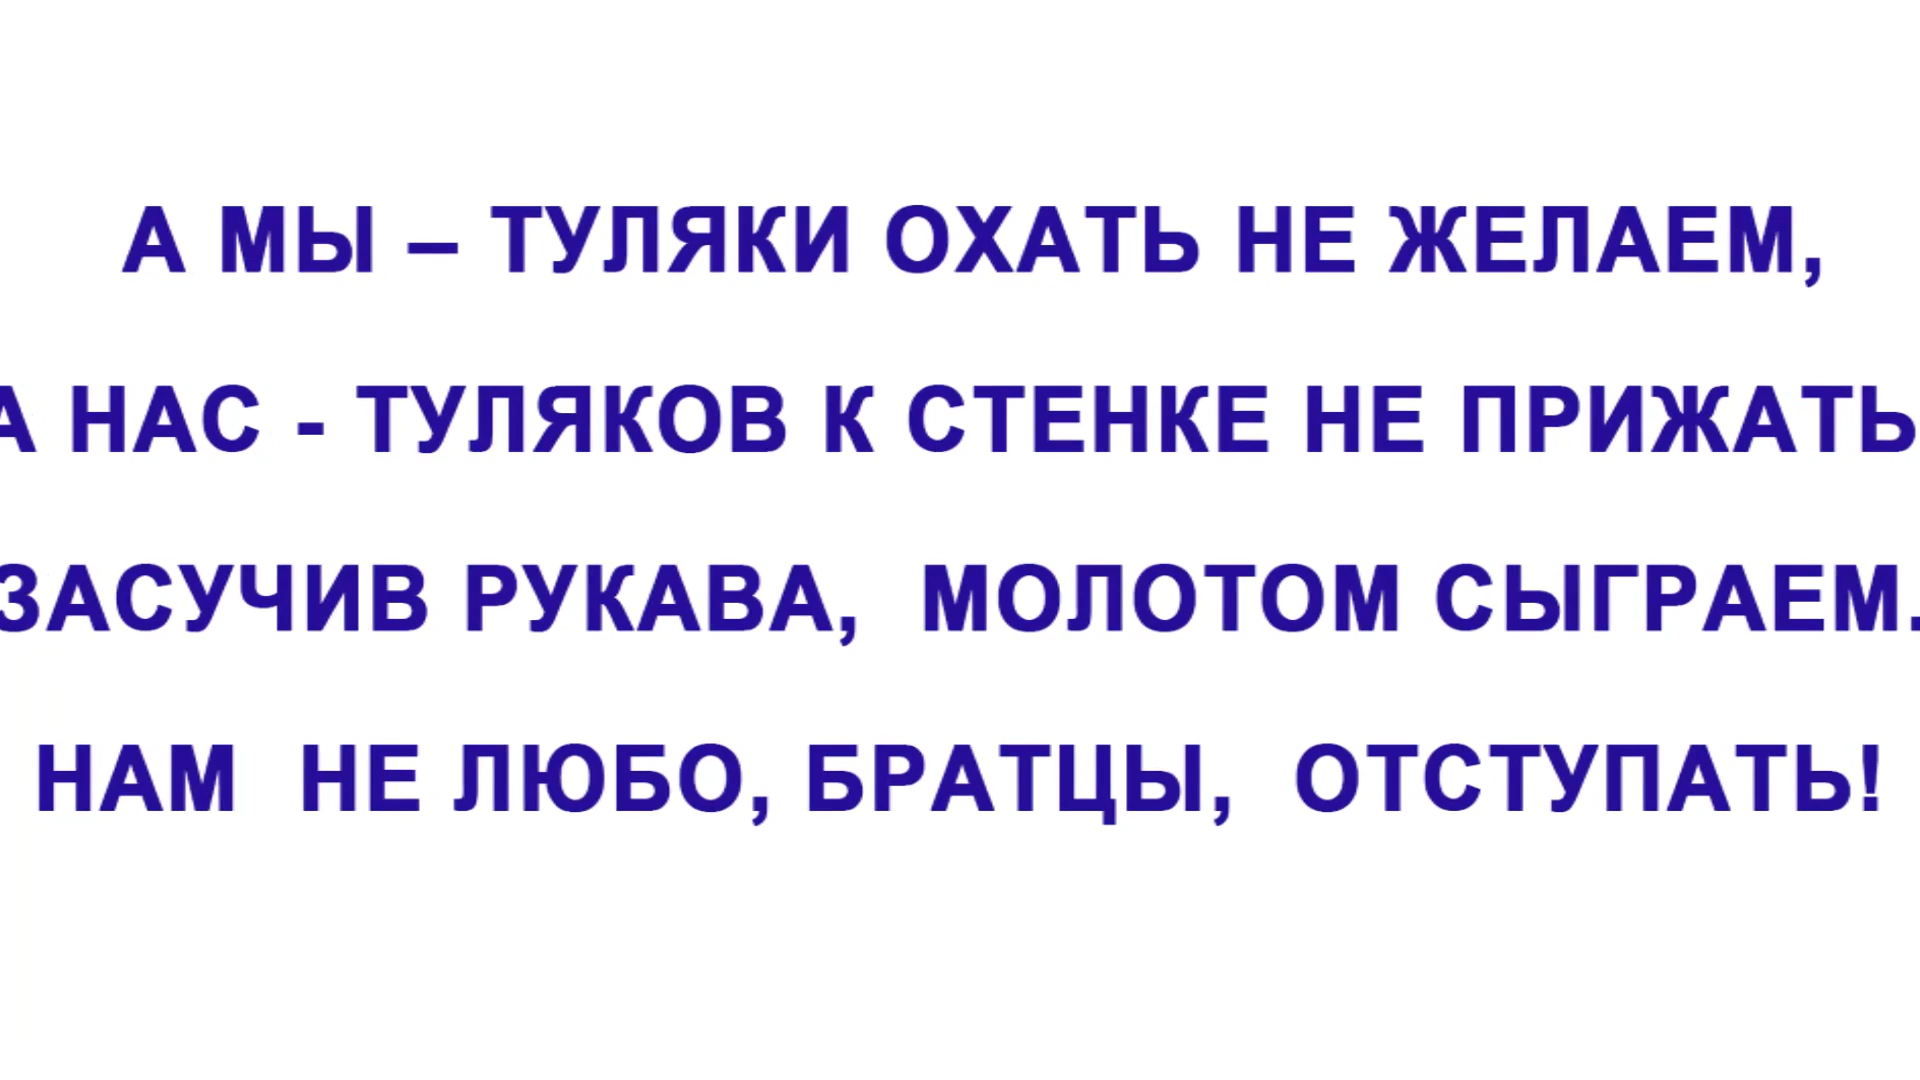 А МЫ – ТУЛЯКИ ОХАТЬ НЕ ЖЕЛАЕМ,
А НАС - ТУЛЯКОВ К СТЕНКЕ НЕ ПРИЖАТЬ
ЗАСУЧИВ РУКАВА, МОЛОТОМ СЫГРАЕМ.
НАМ НЕ ЛЮБО, БРАТЦЫ, ОТСТУПАТЬ!